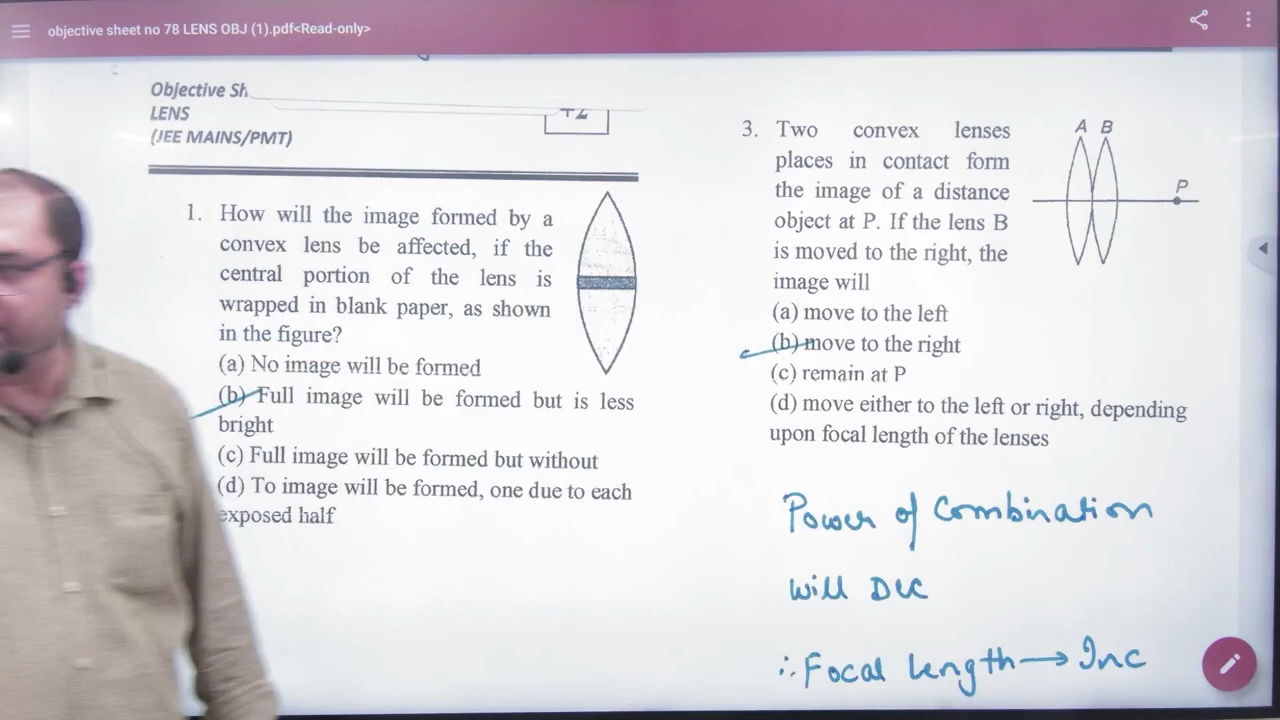 objective sheet no 78 LENS OBJ (1).pdf<Read-only>
Objective Sh
LENS
(JEE MAINS/PMT)
+2
1. How will the image formed by a
convex lens be affected, if the
central portion of the lens is
wrapped in blank paper, as shown
in the figure?
(a) No image will be formed
(b) Full image will be formed but is less
bright
(c) Full image will be formed but without
(d) To image will be formed, one due to each
exposed half
3. Two convex lenses
places in contact form
the image of a distance
object at P. If the lens B
is moved to the right, the
image will
(a) move to the left
(b) move to the right
(c) remain at P
(d) move either to the left or right, depending
upon focal length of the lenses
A B
P
Power of Combination
will Dec
∴ Focal length → Inc